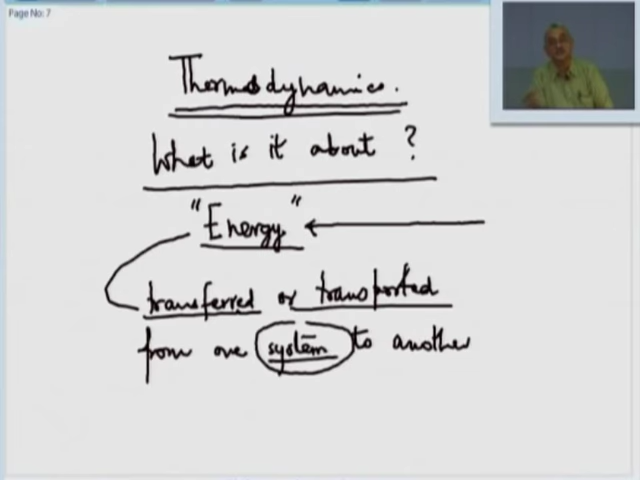 Page No: 7
Thermodynamics.
What is it about ?
"Energy"
transferred or transported
from one system to another